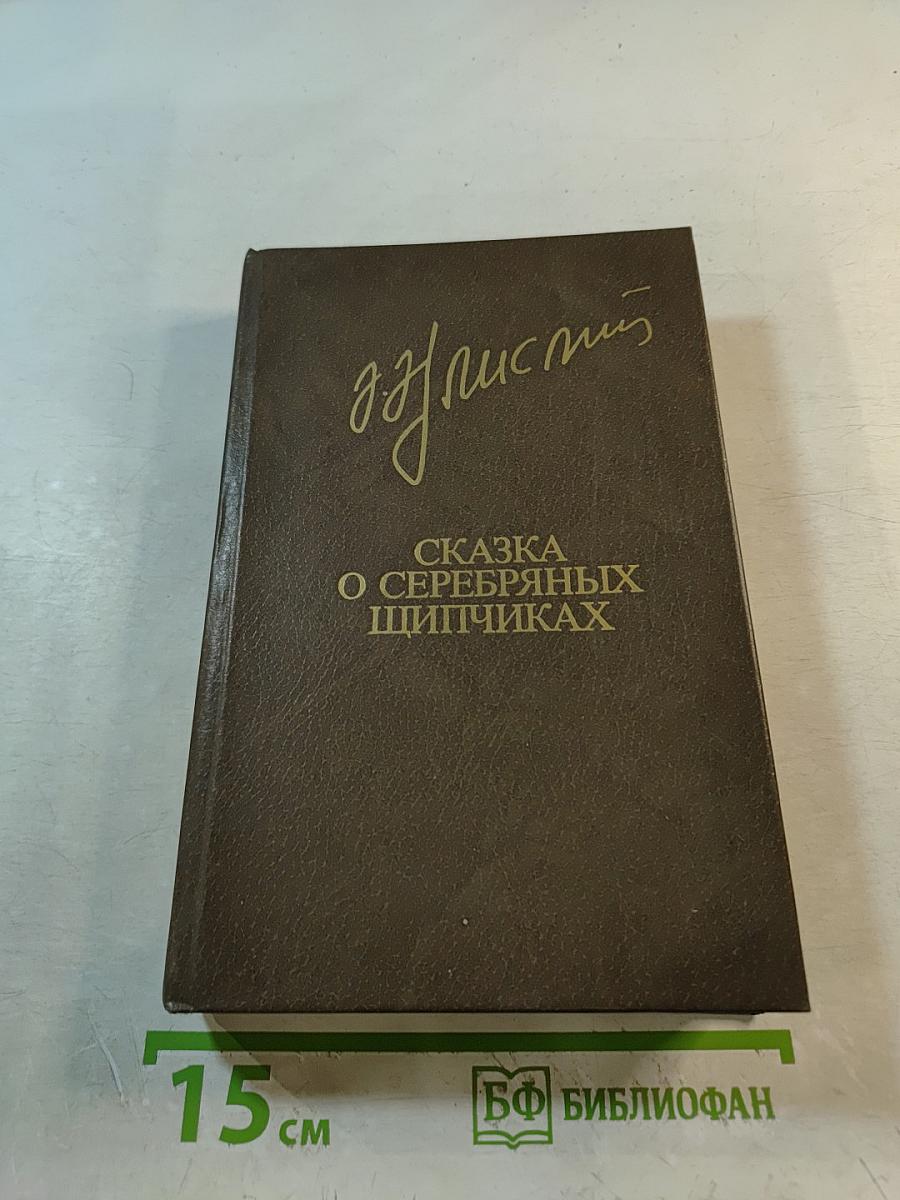 СКАЗКА
О СЕРЕБРЯНЫХ
ЩИПЧИКАХ
15 см
БФ БИБЛИОФАН